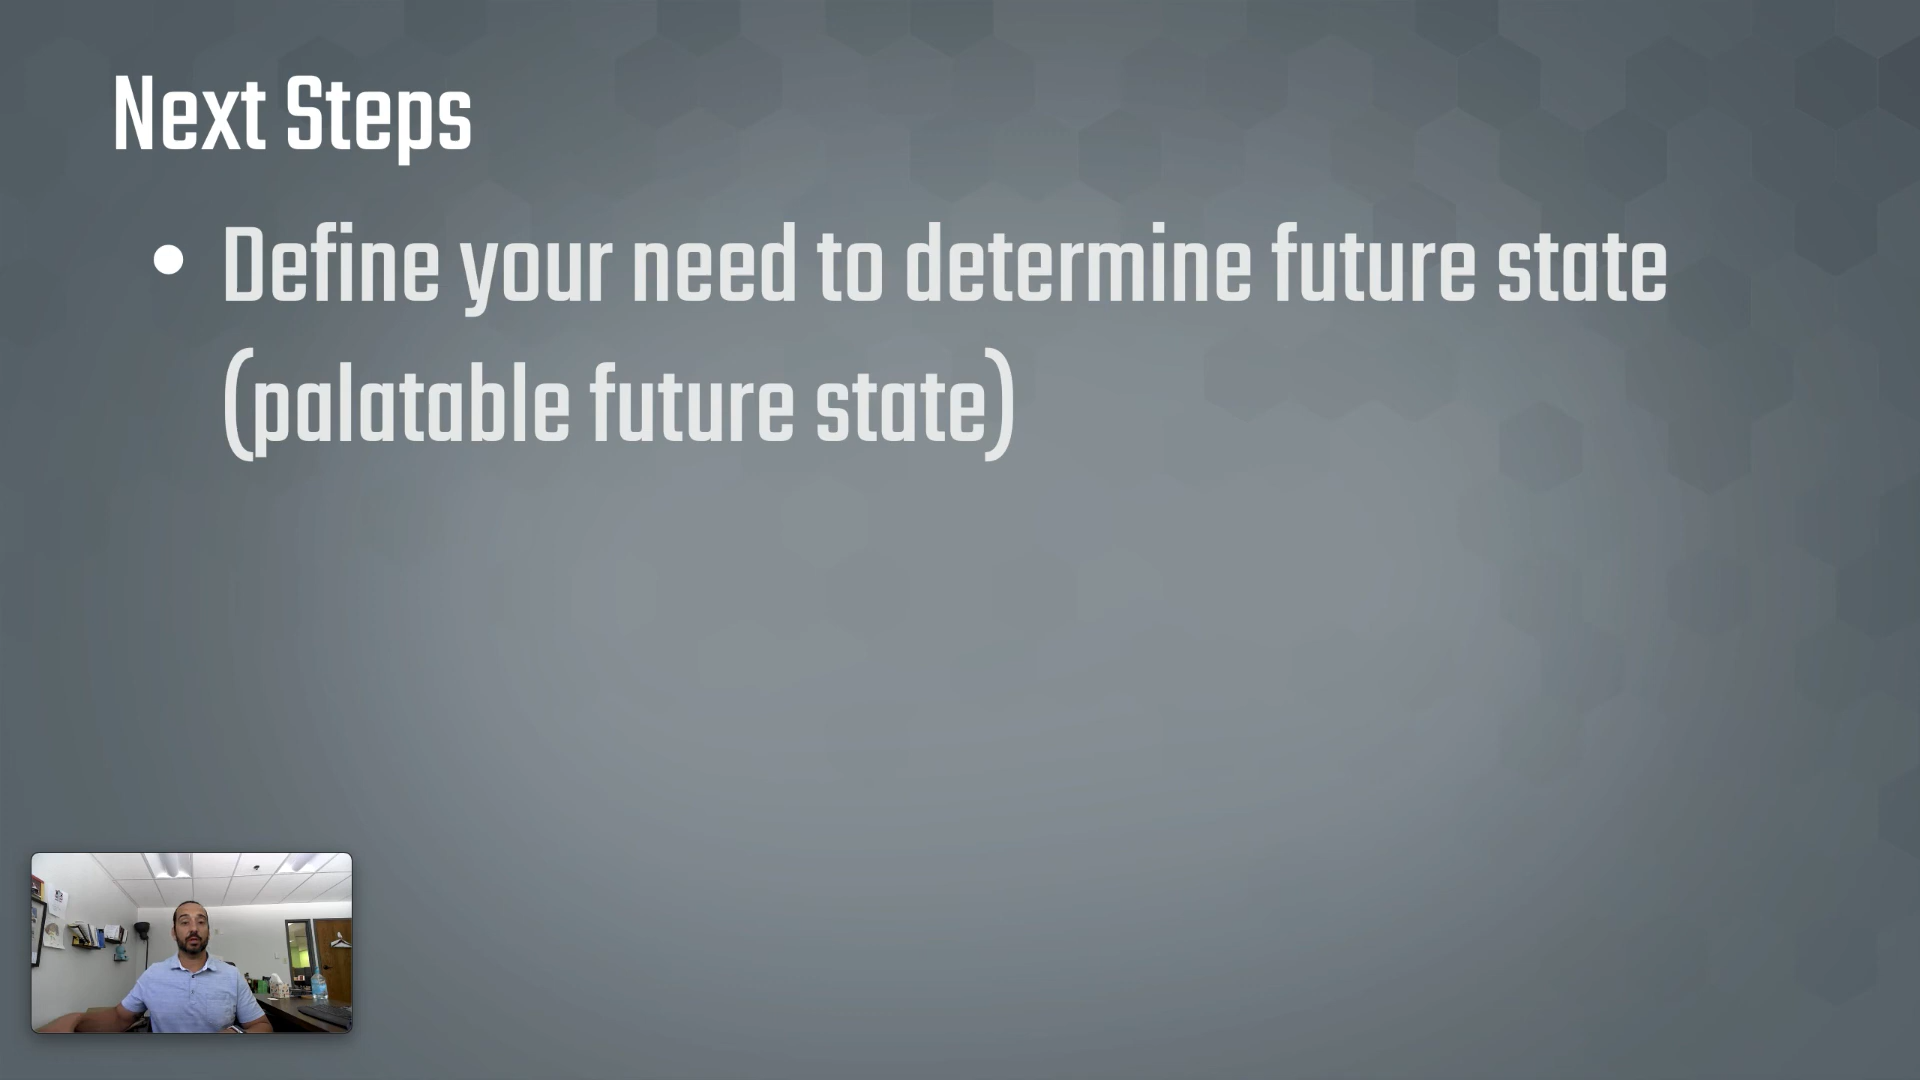 Next Steps
• Define your need to determine future state
(palatable future state)